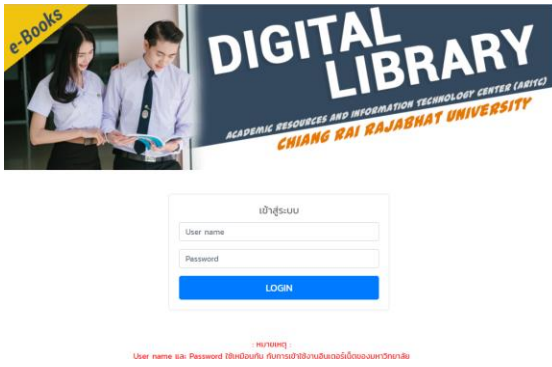 e-Books
DIGITAL
LIBRARY
ACADEMIC RESOURCES AND INFORMATION TECHNOLOGY CENTER (ARITC)
CHIANG RAI RAJABHAT UNIVERSITY
เข้าสู่ระบบ
User name
Password
LOGIN
: หมายเหตุ :
User name และ Password ใช้เหมือนกัน กับการเข้าใช้งานอินเตอร์เน็ตของมหาวิทยาลัย